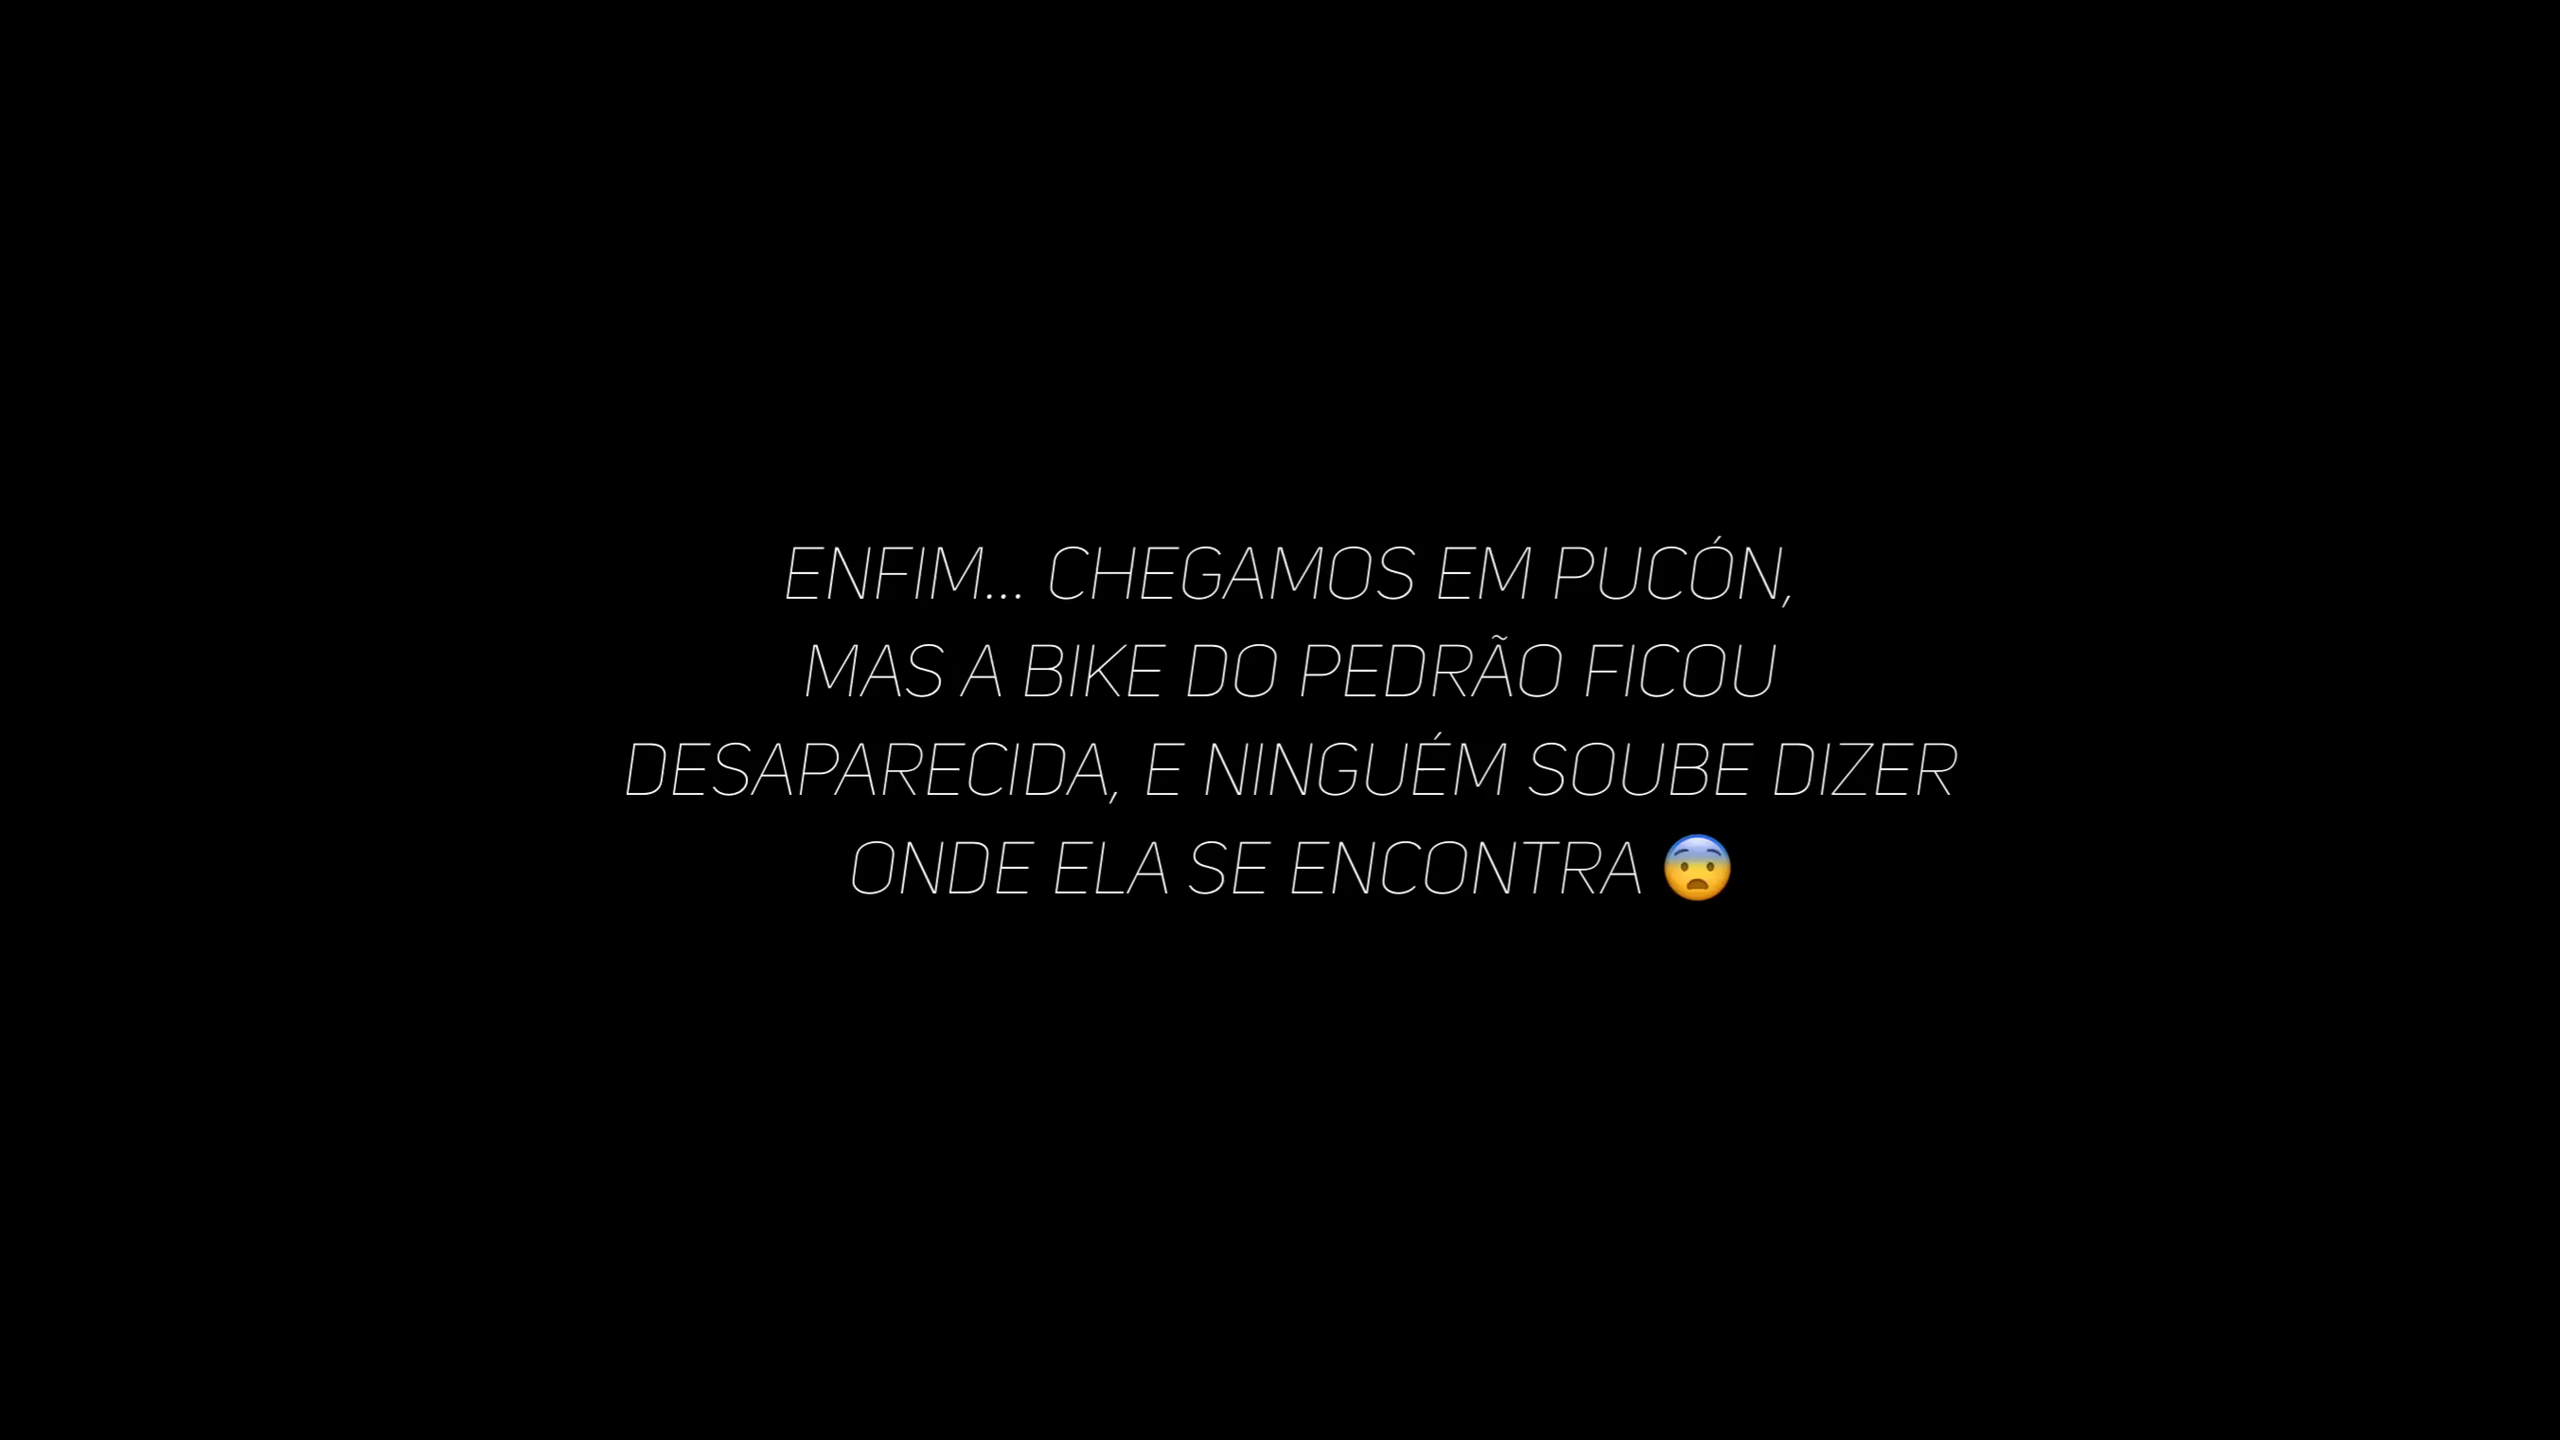 ENFIM... CHEGAMOS EM PUCÓN,
MAS A BIKE DO PEDRÃO FICOU
DESAPARECIDA, E NINGUÉM SOUBE DIZER
ONDE ELA SE ENCONTRA 😨